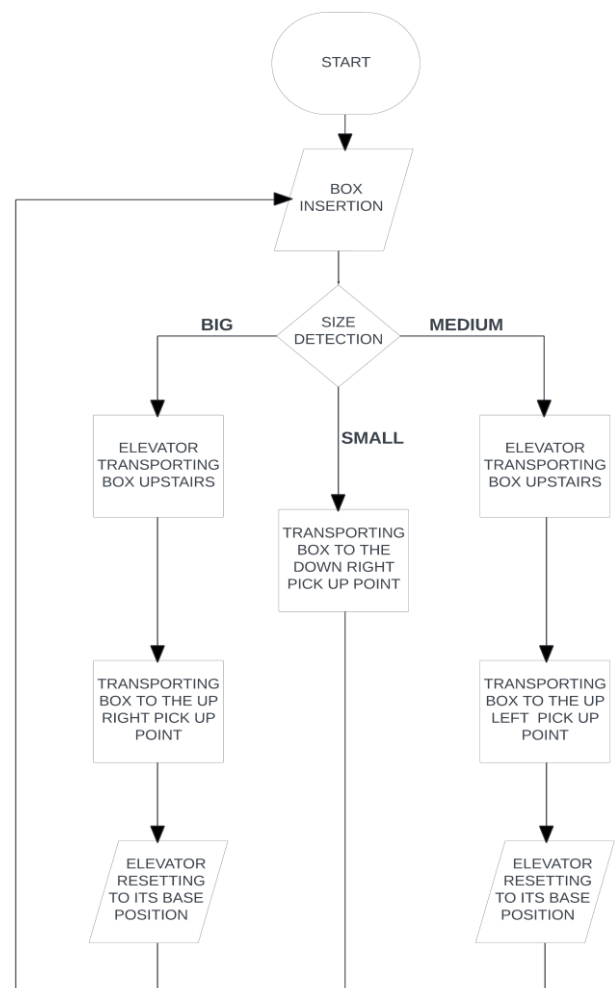 START
BOX
INSERTION
BIG
SIZE
DETECTION
MEDIUM
SMALL
ELEVATOR
TRANSPORTING
BOX UPSTAIRS
ELEVATOR
TRANSPORTING
BOX UPSTAIRS
TRANSPORTING
BOX TO THE
DOWN RIGHT
PICK UP POINT
TRANSPORTING
BOX TO THE UP
RIGHT PICK UP
POINT
TRANSPORTING
BOX TO THE UP
LEFT PICK UP
POINT
ELEVATOR
RESETTING
TO ITS BASE
POSITION
ELEVATOR
RESETTING
TO ITS BASE
POSITION